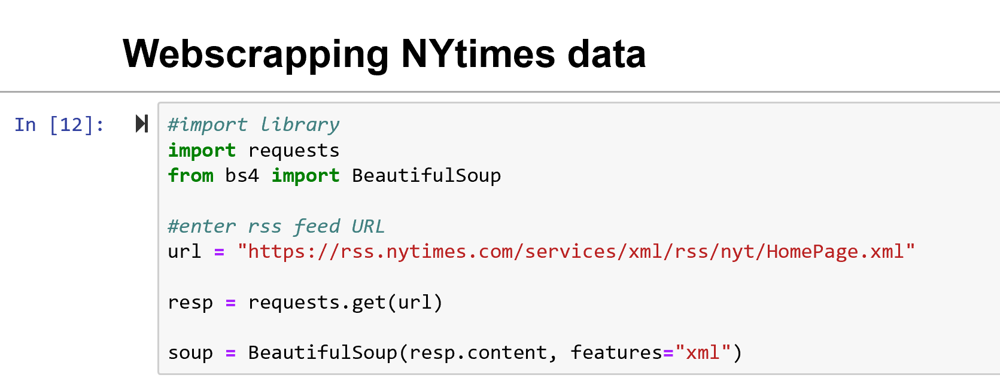 Webscrapping NYtimes data
In [12]:
#import library
import requests
from bs4 import BeautifulSoup
#enter rss feed URL
url = "https://rss.nytimes.com/services/xml/rss/nyt/HomePage.xml"
resp = requests.get(url)
soup = BeautifulSoup(resp.content, features="xml")